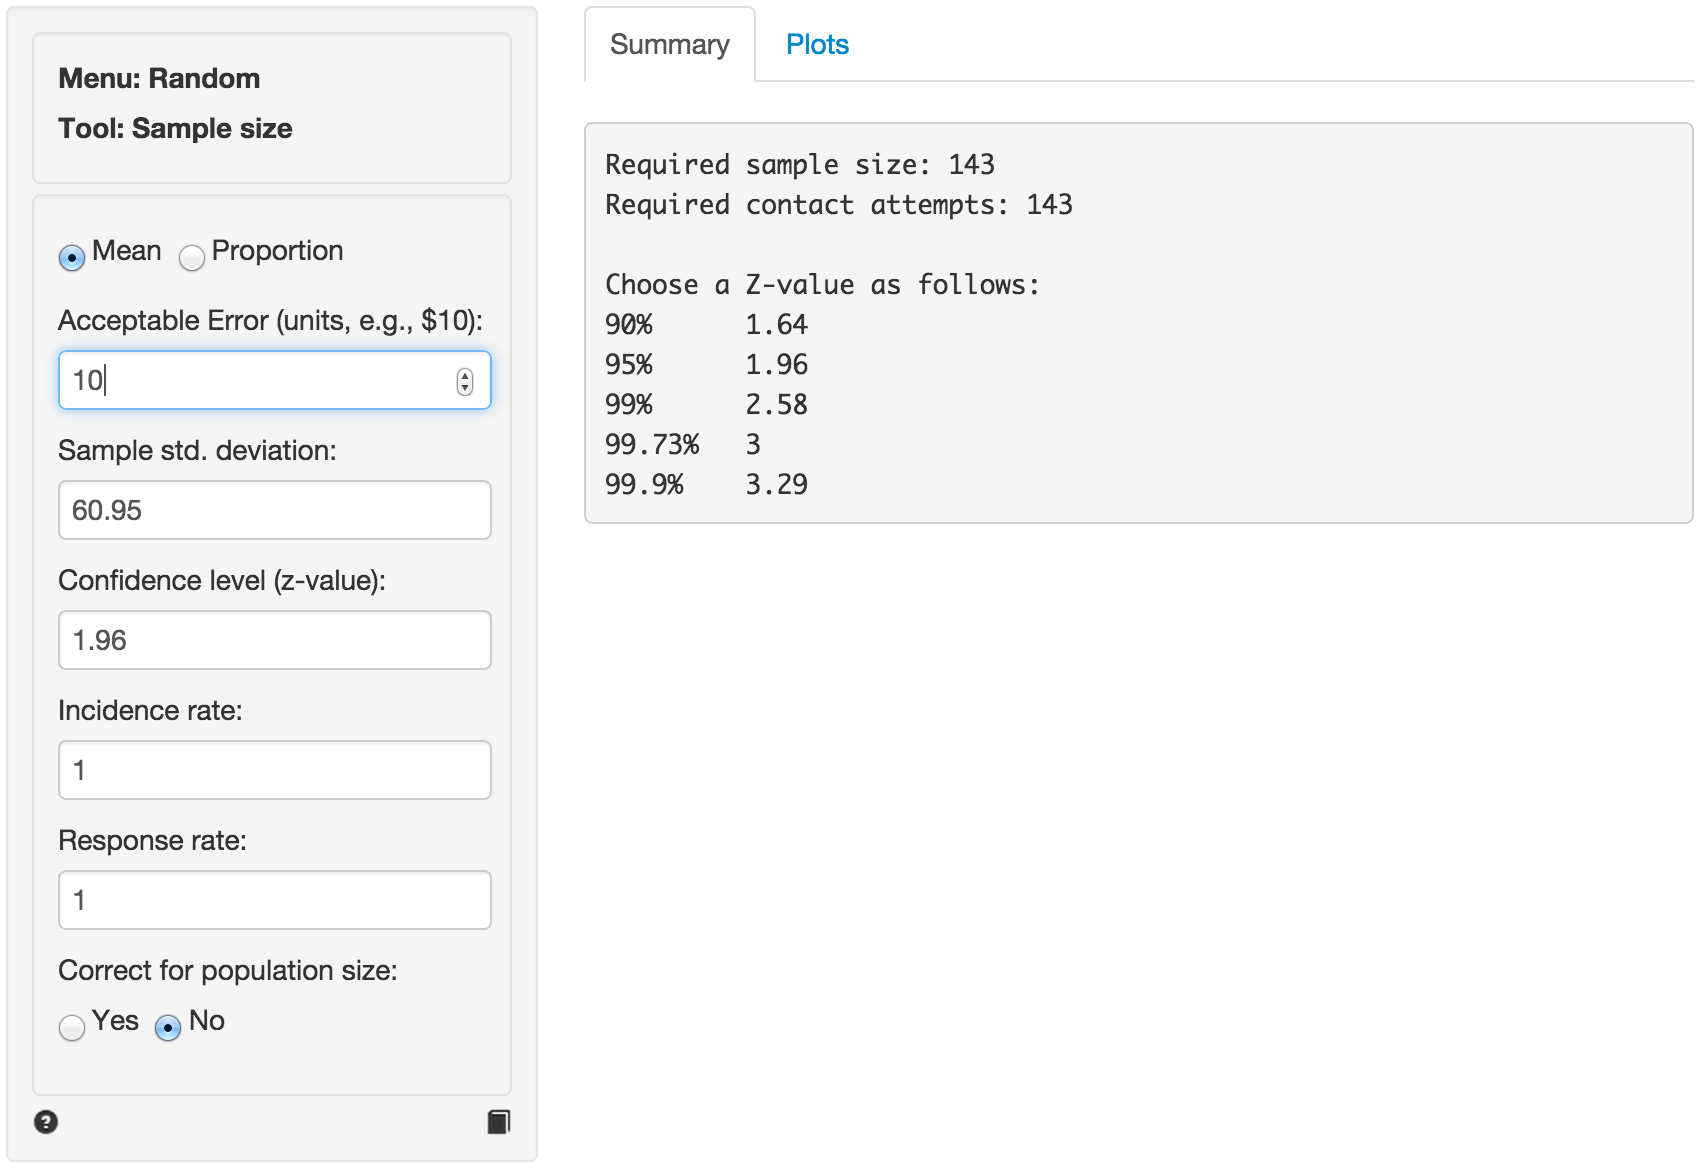 Menu: Random
Tool: Sample size
Mean Proportion
Acceptable Error (units, e.g., $10):
10
Sample std. deviation:
60.95
Confidence level (z-value):
1.96
Incidence rate:
1
Response rate:
1
Correct for population size:
Yes No
?
Summary Plots
Required sample size: 143
Required contact attempts: 143
Choose a Z-value as follows:
90% 1.64
95% 1.96
99% 2.58
99.73% 3
99.9% 3.29